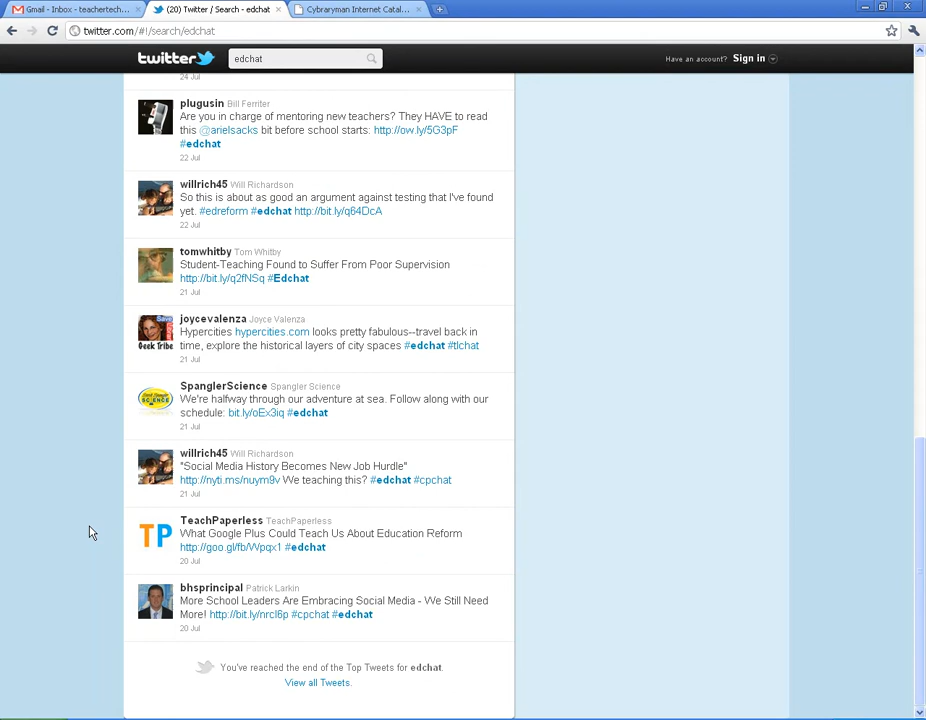 Gmail - Inbox - teachertech...
(20) Twitter / Search - edchat
Cybraryman Internet Catal...
twitter.com/#!/search/edchat
twitter
edchat
Have an account? Sign in
24 Jul
plugusin Bill Ferriter
Are you in charge of mentoring new teachers? They HAVE to read
this @arielsacks bit before school starts: http://ow.ly/5G3pF
#edchat
22 Jul
willrich45 Will Richardson
So this is about as good an argument against testing that I've found
yet. #edreform #edchat http://bit.ly/q64DcA
22 Jul
tomwhitby Tom Whitby
Student-Teaching Found to Suffer From Poor Supervision
http://bit.ly/q2fNSq #Edchat
21 Jul
joycevalenza Joyce Valenza
Hypercities hypercities.com looks pretty fabulous--travel back in
time, explore the historical layers of city spaces #edchat #tlchat
21 Jul
Geek Tribe
SpanglerScience Spangler Science
We're halfway through our adventure at sea. Follow along with our
schedule: bit.ly/oEx3iq #edchat
21 Jul
willrich45 Will Richardson
"Social Media History Becomes New Job Hurdle"
http://nyti.ms/nuym9v We teaching this? #edchat #cpchat
21 Jul
TP
TeachPaperless TeachPaperless
What Google Plus Could Teach Us About Education Reform
http://goo.gl/fb/Wpqx1 #edchat
20 Jul
bhsprincipal Patrick Larkin
More School Leaders Are Embracing Social Media - We Still Need
More! http://bit.ly/nrcl6p #cpchat #edchat
20 Jul
You've reached the end of the Top Tweets for edchat.
View all Tweets.